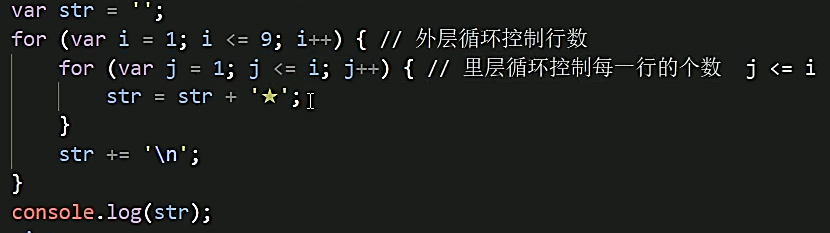 var str = '';
for (var i = 1; i <= 9; i++) { // 外层循环控制行数
for (var j = 1; j <= i; j++) { // 里层循环控制每一行的个数  j <= i
str = str + '★';
}
str += '\n';
}
console.log(str);